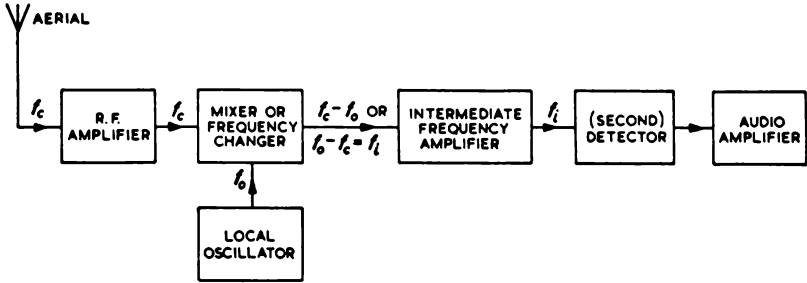 AERIAL
fc
R.F.
AMPLIFIER
fc
MIXER OR
FREQUENCY
CHANGER
fc – fo OR
fo – fc = fi
INTERMEDIATE
FREQUENCY
AMPLIFIER
fi
(SECOND)
DETECTOR
AUDIO
AMPLIFIER
fo
LOCAL
OSCILLATOR